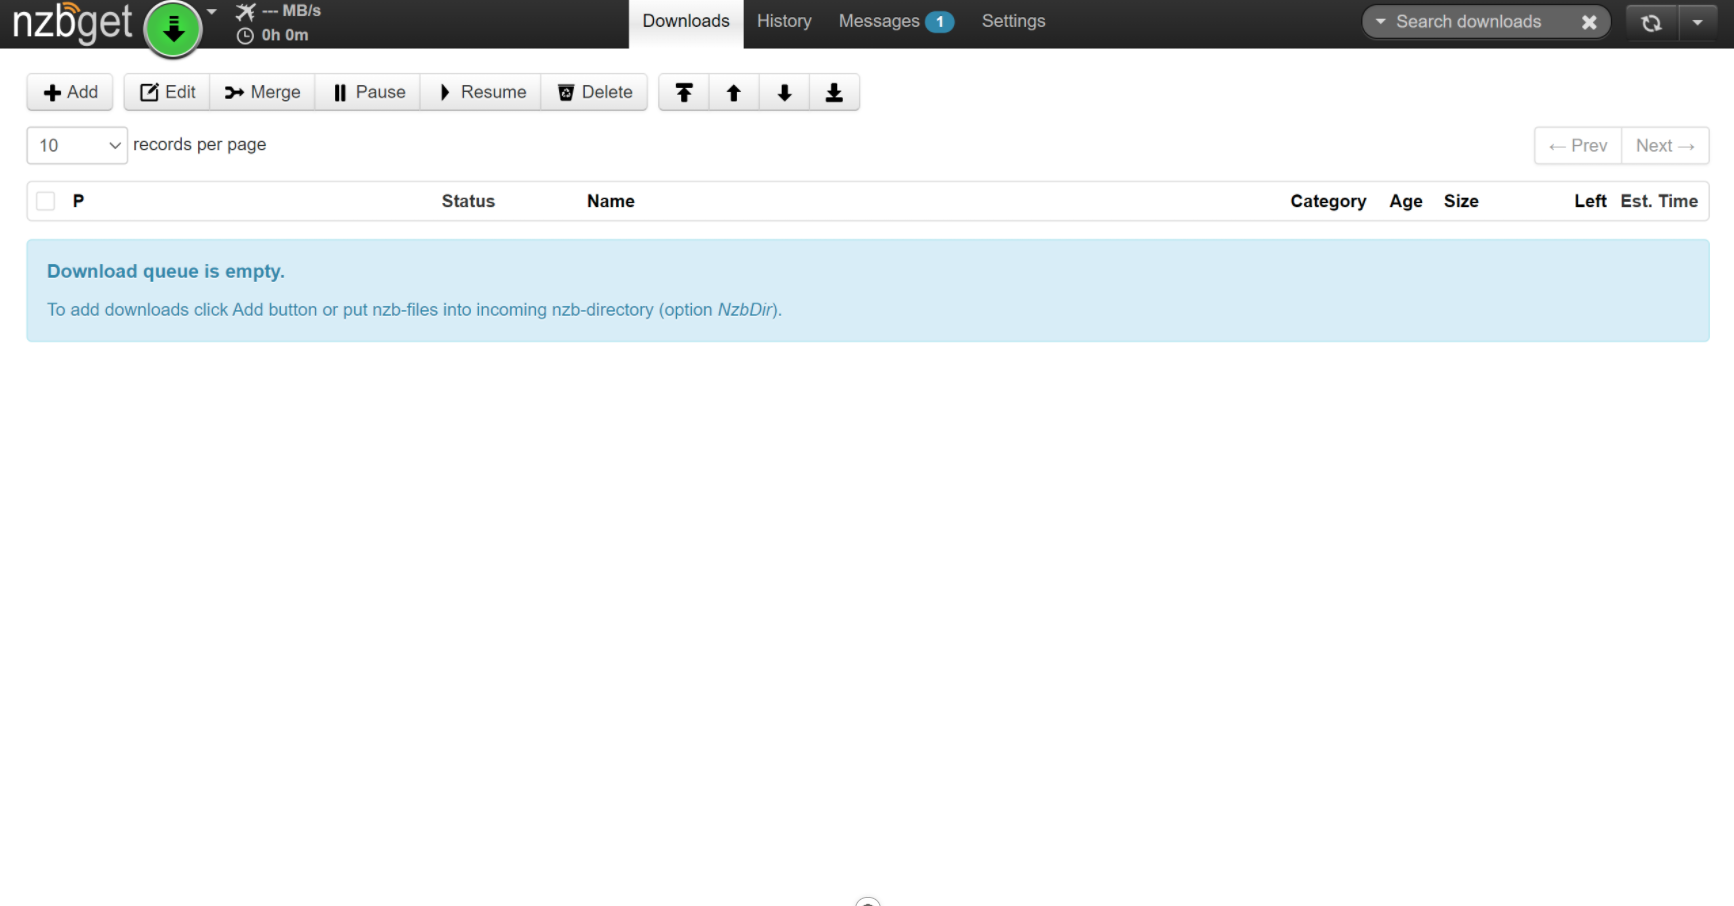 nzbget --- MB/s Downloads History Messages 1 Settings Search downloads
0h 0m
Add Edit Merge Pause Resume Delete
10 records per page ← Prev Next →
P Status Name Category Age Size Left Est. Time
Download queue is empty.
To add downloads click Add button or put nzb-files into incoming nzb-directory (option NzbDir).